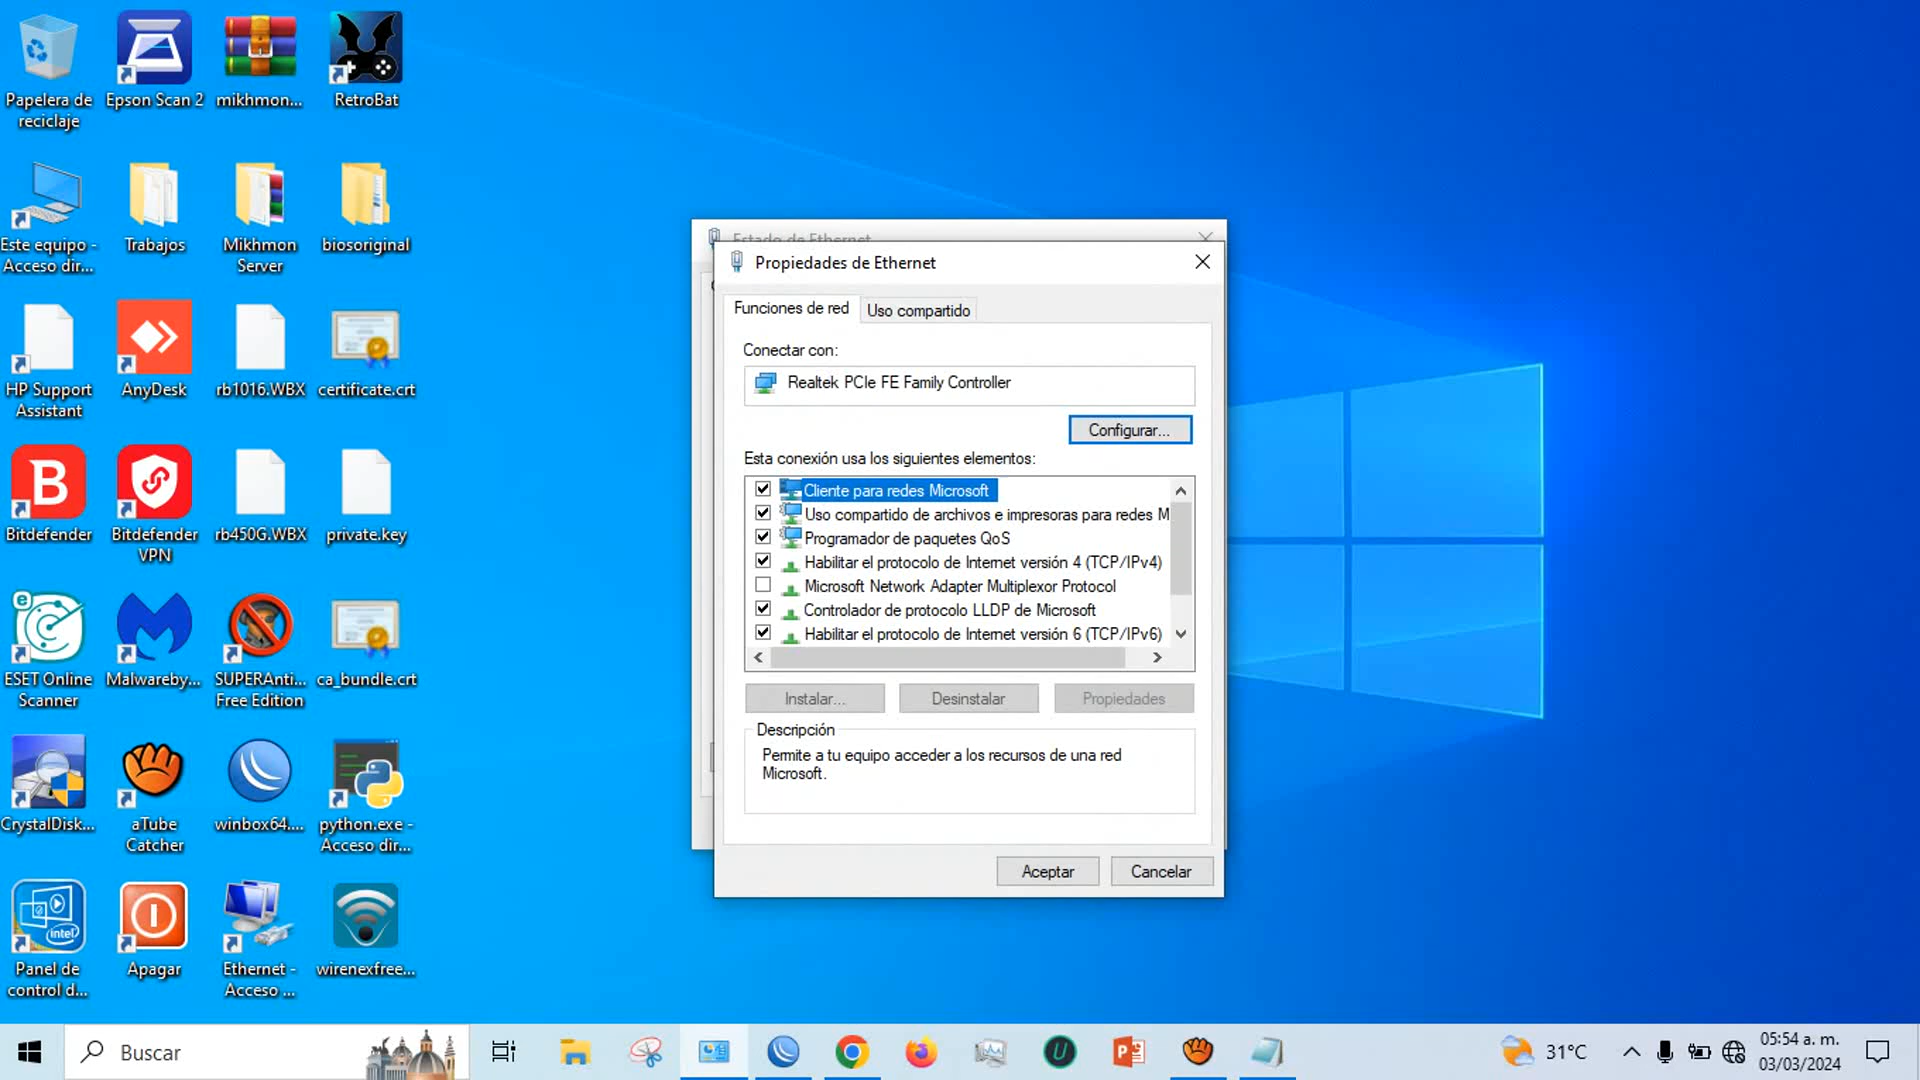 Papelera de
reciclaje
Epson Scan 2
mikhmon...
RetroBat
Este equipo -
Acceso dir...
Trabajos
Mikhmon
Server
biosoriginal
HP Support
Assistant
AnyDesk
rb1016.WBX
certificate.crt
Bitdefender
Bitdefender
VPN
rb450G.WBX
private.key
ESET Online
Scanner
Malwareby...
SUPERAnti...
Free Edition
ca_bundle.crt
CrystalDisk...
aTube
Catcher
winbox64....
python.exe -
Acceso dir...
intel
Panel de
control d...
Apagar
Ethernet -
Acceso ...
wirenexfree...
Estado de Ethernet
Propiedades de Ethernet
Funciones de red
Uso compartido
Conectar con:
Realtek PCIe FE Family Controller
Configurar...
Esta conexión usa los siguientes elementos:
Cliente para redes Microsoft
Uso compartido de archivos e impresoras para redes M
Programador de paquetes QoS
Habilitar el protocolo de Internet versión 4 (TCP/IPv4)
Microsoft Network Adapter Multiplexor Protocol
Controlador de protocolo LLDP de Microsoft
Habilitar el protocolo de Internet versión 6 (TCP/IPv6)
Instalar...
Desinstalar
Propiedades
Descripción
Permite a tu equipo acceder a los recursos de una red
Microsoft.
Aceptar
Cancelar
Buscar
31°C
05:54 a. m.
03/03/2024